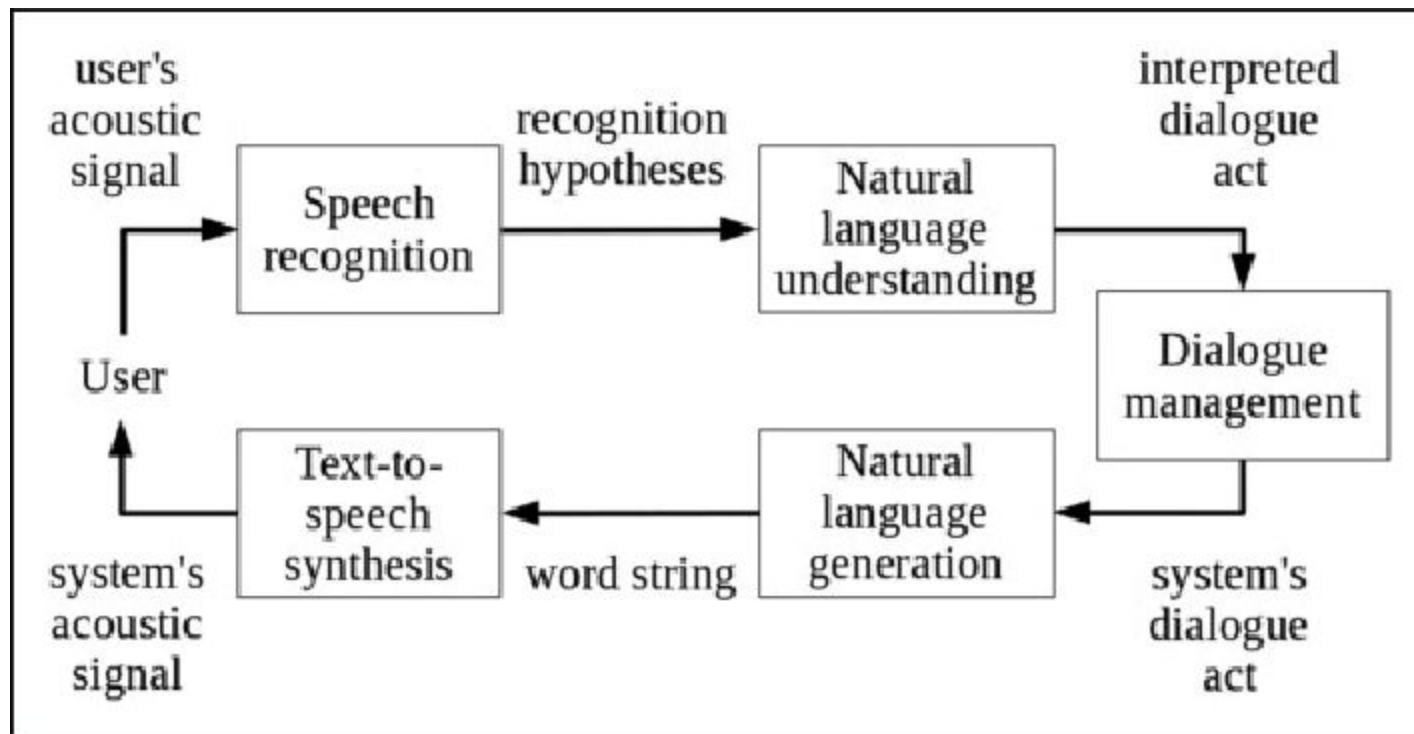 user's
acoustic
signal
Speech
recognition
recognition
hypotheses
Natural
language
understanding
interpreted
dialogue
act
Dialogue
management
system's
dialogue
act
Natural
language
generation
word string
Text-to-
speech
synthesis
system's
acoustic
signal
User